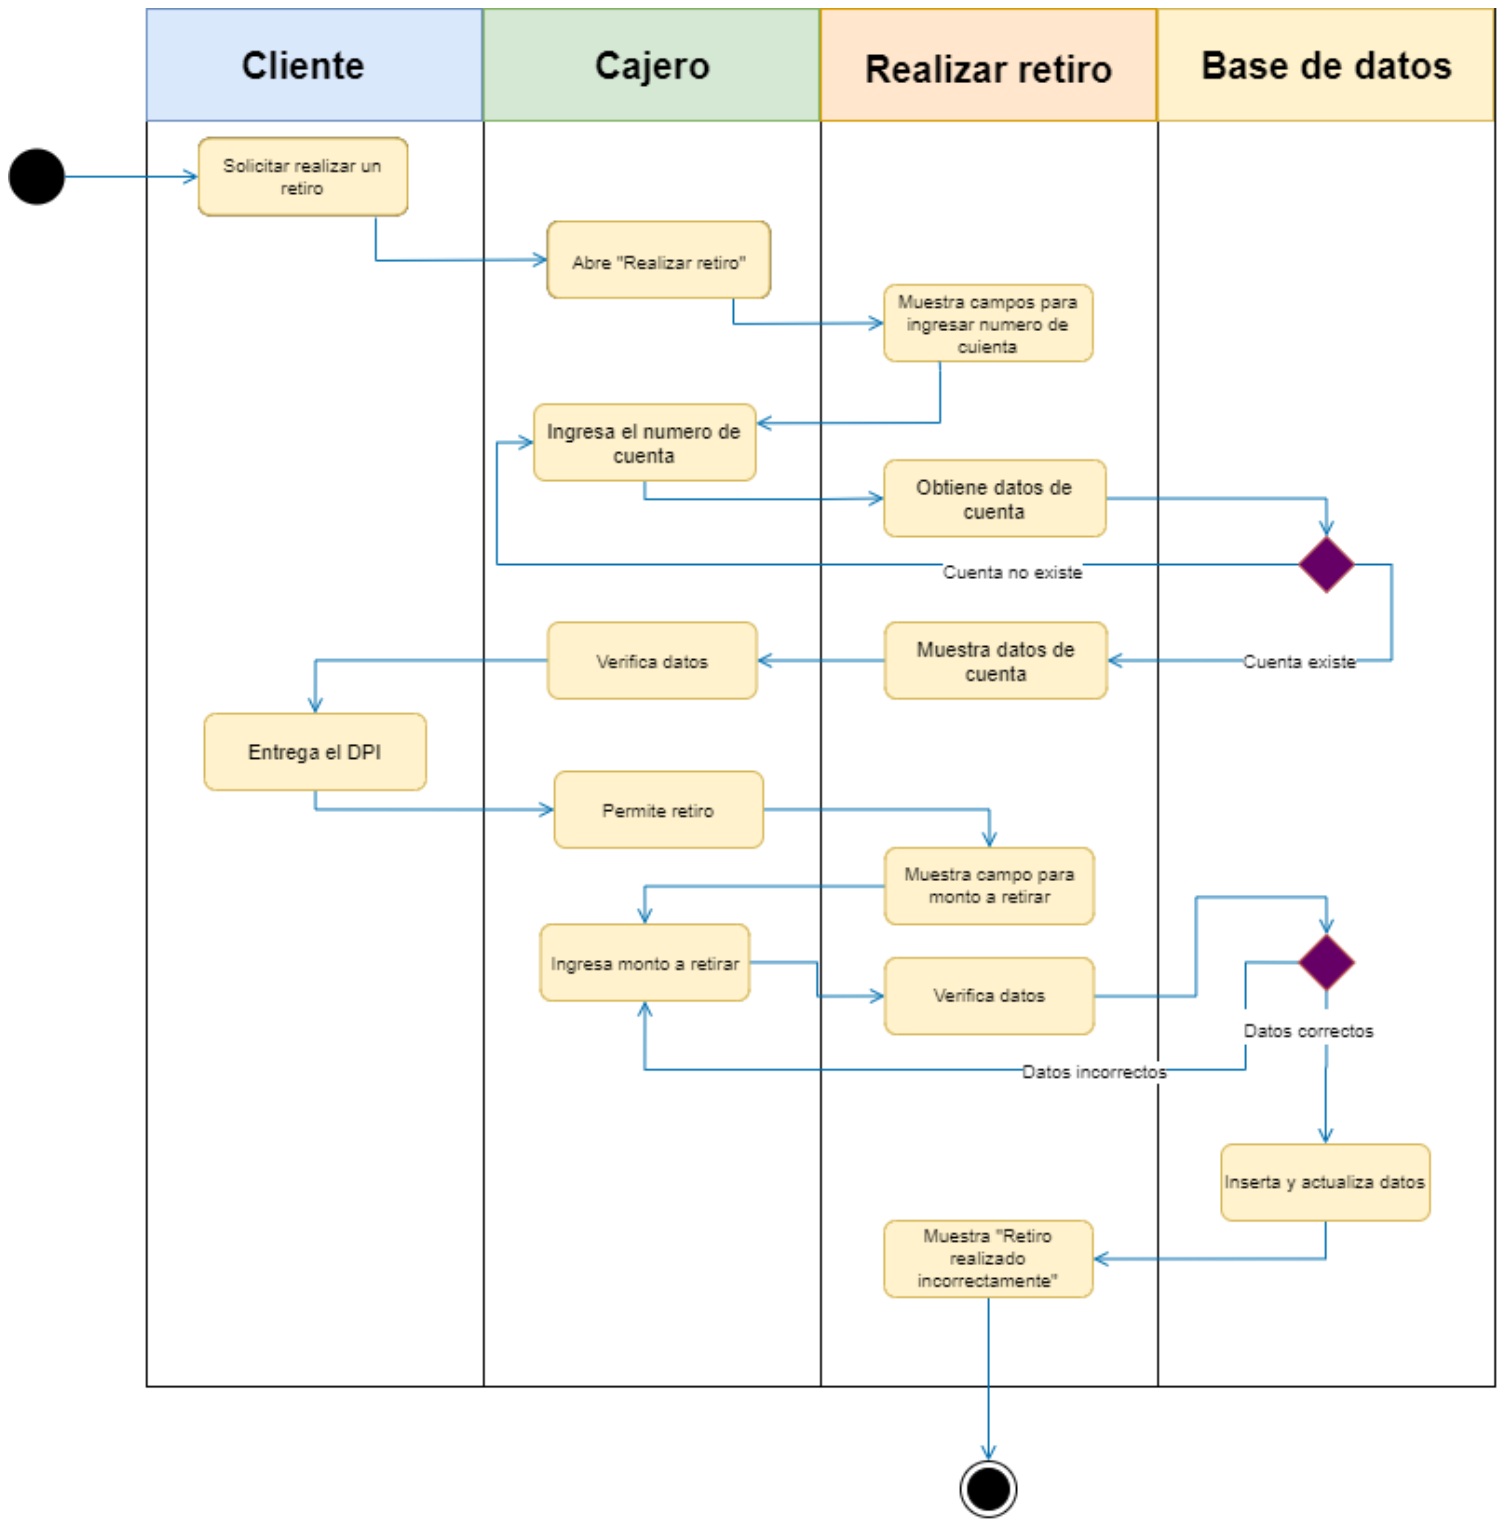 Cliente
Cajero
Realizar retiro
Base de datos
Solicitar realizar un
retiro
Abre "Realizar retiro"
Muestra campos para
ingresar numero de
cuienta
Ingresa el numero de
cuenta
Obtiene datos de
cuenta
Cuenta no existe
Verifica datos
Muestra datos de
cuenta
Cuenta existe
Entrega el DPI
Permite retiro
Muestra campo para
monto a retirar
Ingresa monto a retirar
Verifica datos
Datos correctos
Datos incorrectos
Inserta y actualiza datos
Muestra "Retiro
realizado
incorrectamente"